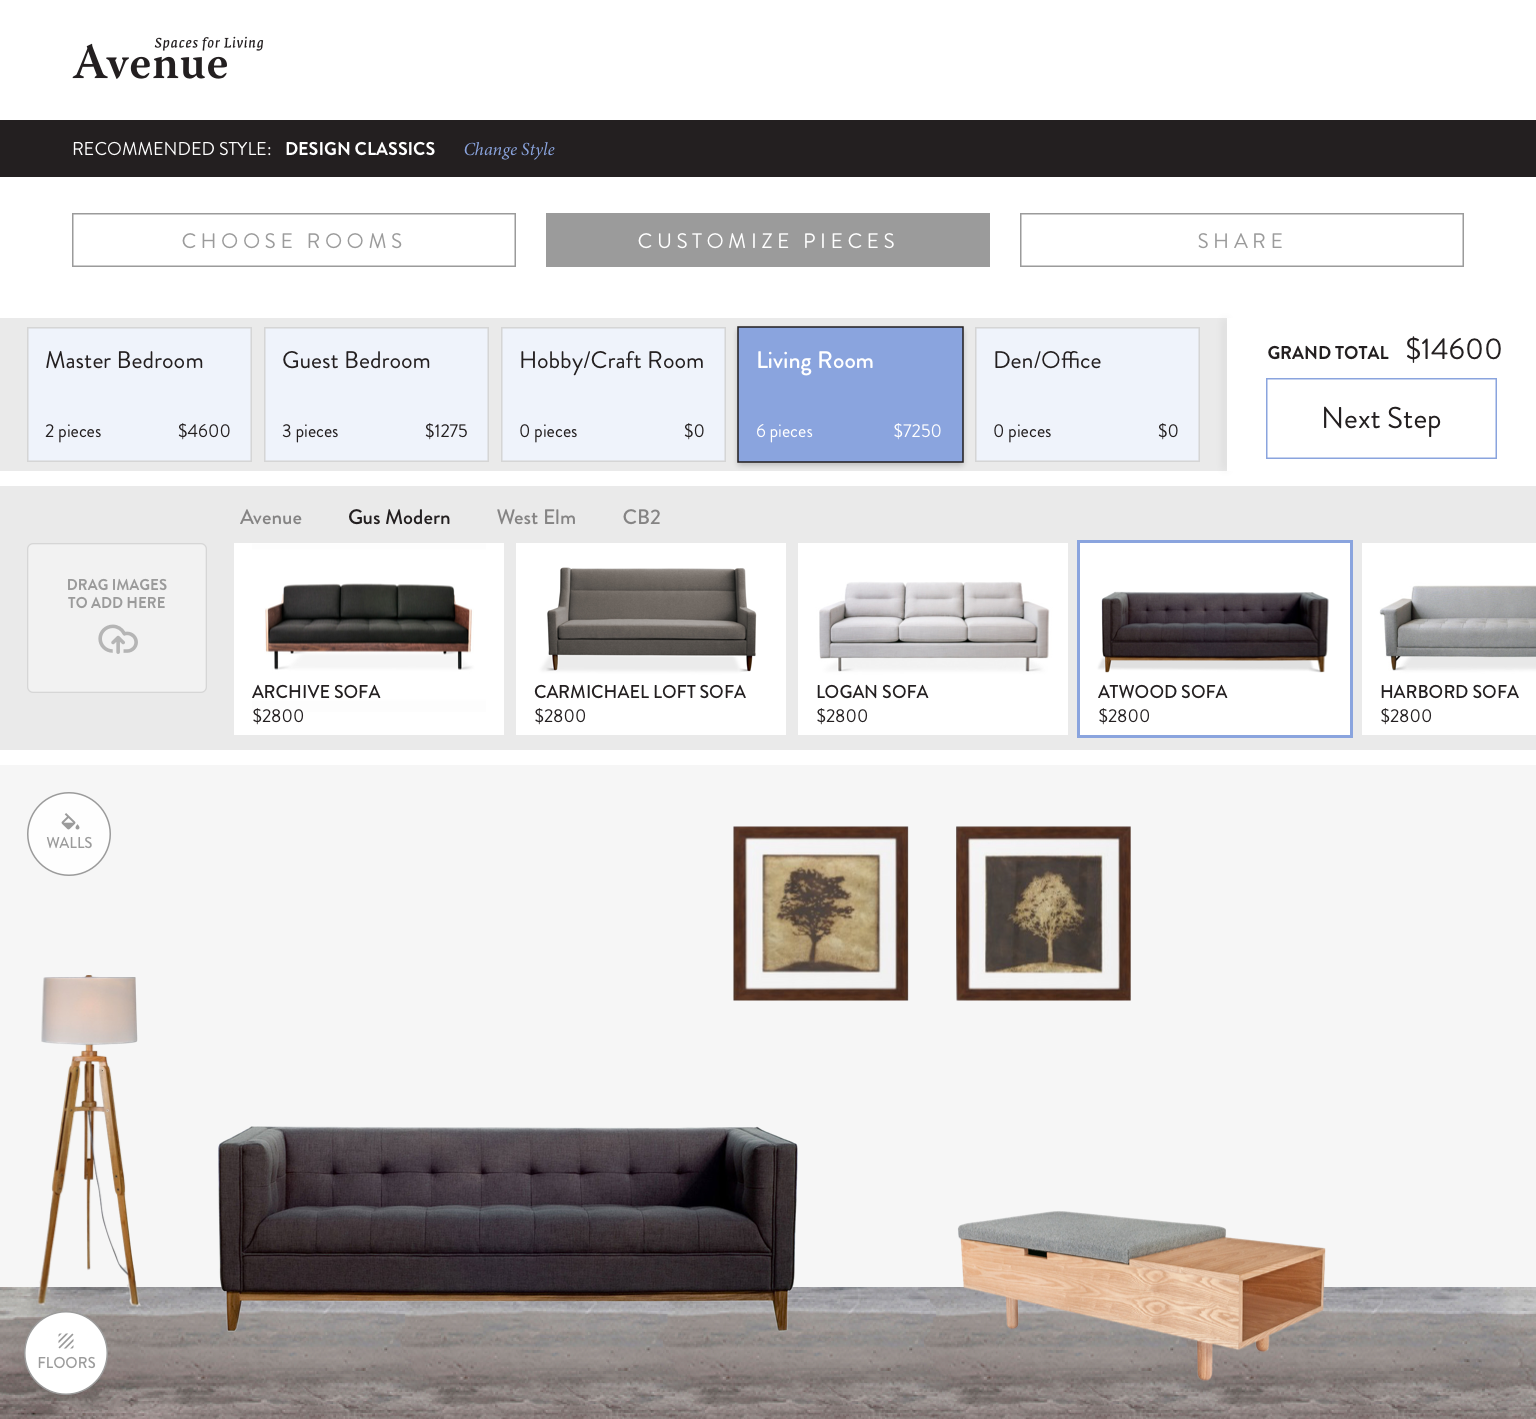 Spaces for Living
Avenue
RECOMMENDED STYLE: DESIGN CLASSICS Change Style
CHOOSE ROOMS
CUSTOMIZE PIECES
SHARE
Master Bedroom
2 pieces $4600
Guest Bedroom
3 pieces $1275
Hobby/Craft Room
0 pieces $0
Living Room
6 pieces $7250
Den/Office
0 pieces $0
GRAND TOTAL $14600
Next Step
Avenue Gus Modern West Elm CB2
DRAG IMAGES
TO ADD HERE
ARCHIVE SOFA
$2800
CARMICHAEL LOFT SOFA
$2800
LOGAN SOFA
$2800
ATWOOD SOFA
$2800
HARBORD SOFA
$2800
WALLS
FLOORS